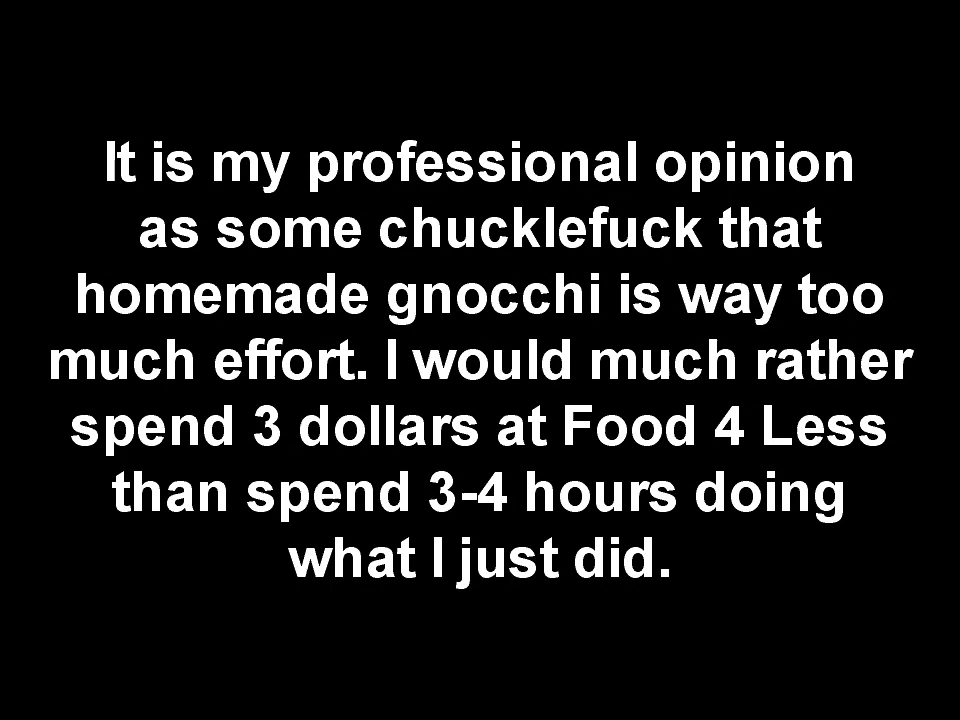 It is my professional opinion
as some chucklefuck that
homemade gnocchi is way too
much effort. I would much rather
spend 3 dollars at Food 4 Less
than spend 3-4 hours doing
what I just did.